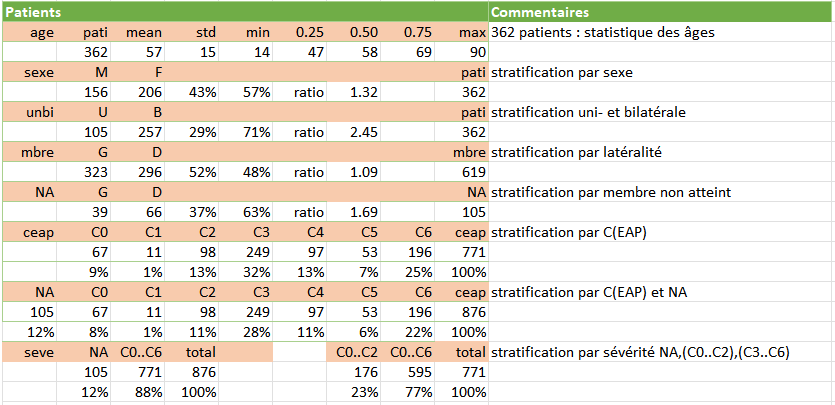 Patients Commentaires
age pati mean std min 0.25 0.50 0.75 max 362 patients : statistique des âges
362 57 15 14 47 58 69 90
sexe M F pati stratification par sexe
156 206 43% 57% ratio 1.32 362
unbi U B pati stratification uni- et bilatérale
105 257 29% 71% ratio 2.45 362
mbre G D mbre stratification par latéralité
323 296 52% 48% ratio 1.09 619
NA G D NA stratification par membre non atteint
39 66 37% 63% ratio 1.69 105
ceap C0 C1 C2 C3 C4 C5 C6 ceap stratification par C(EAP)
67 11 98 249 97 53 196 771
9% 1% 13% 32% 13% 7% 25% 100%
NA C0 C1 C2 C3 C4 C5 C6 ceap stratification par C(EAP) et NA
105 67 11 98 249 97 53 196 876
12% 8% 1% 11% 28% 11% 6% 22% 100%
seve NA C0..C6 total C0..C2 C0..C6 total stratification par sévérité NA,(C0..C2),(C3..C6)
105 771 876 176 595 771
12% 88% 100% 23% 77% 100%